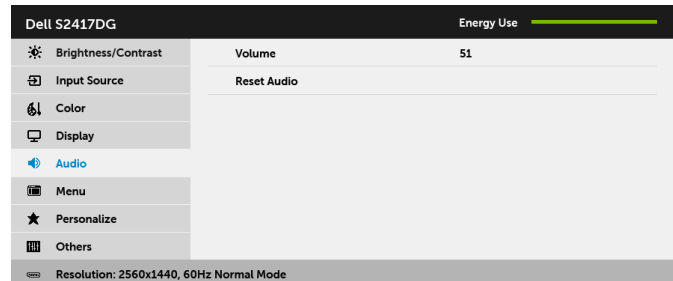 Dell S2417DG Energy Use
Brightness/Contrast Volume 51
Input Source Reset Audio
Color
Display
Audio
Menu
Personalize
Others
Resolution: 2560x1440, 60Hz Normal Mode